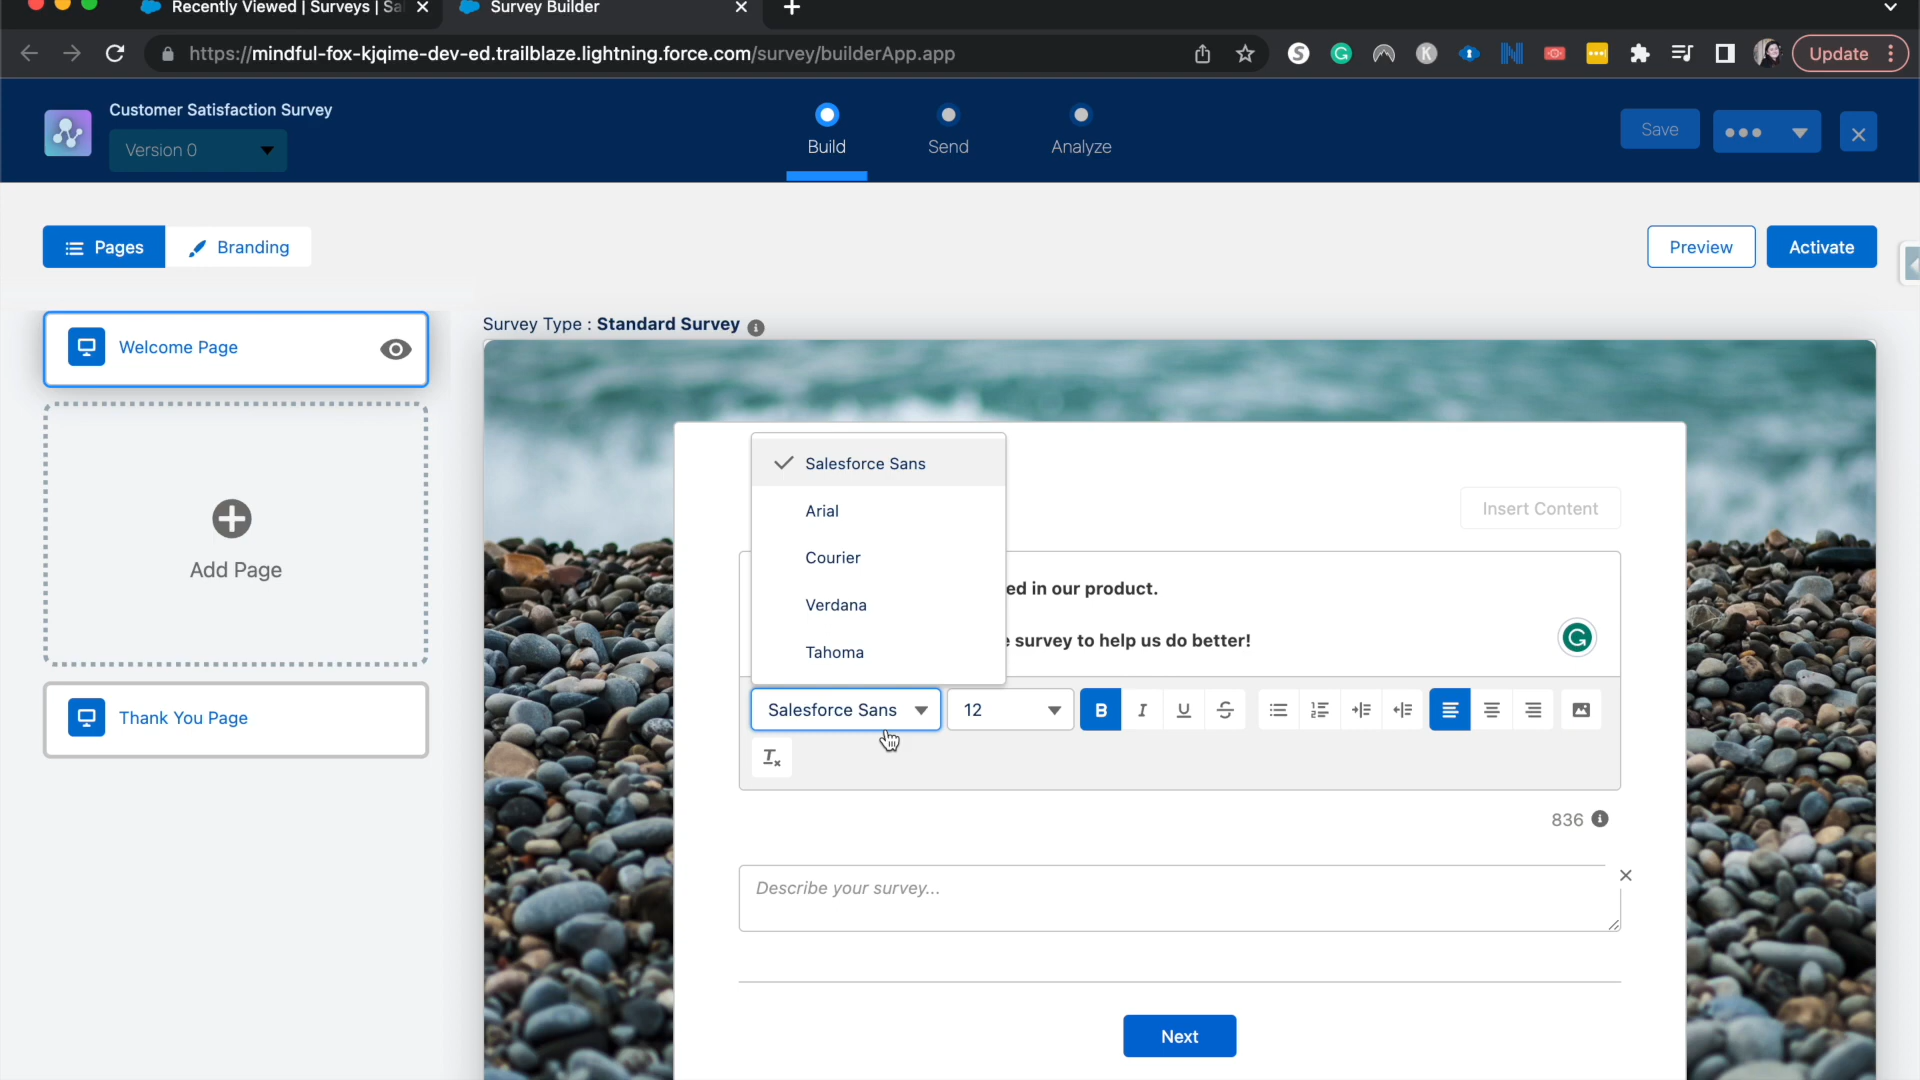 Recently Viewed | Surveys | Sa
Survey Builder
https://mindful-fox-kjqime-dev-ed.trailblaze.lightning.force.com/survey/builderApp.app
Update
Customer Satisfaction Survey
Version 0
Build
Send
Analyze
Save
Pages
Branding
Preview
Activate
Welcome Page
Add Page
Thank You Page
Survey Type : Standard Survey
Salesforce Sans
Arial
Courier
Verdana
Tahoma
Insert Content
ed in our product.
survey to help us do better!
Salesforce Sans
12
B
I
U
S
836
Describe your survey...
Next